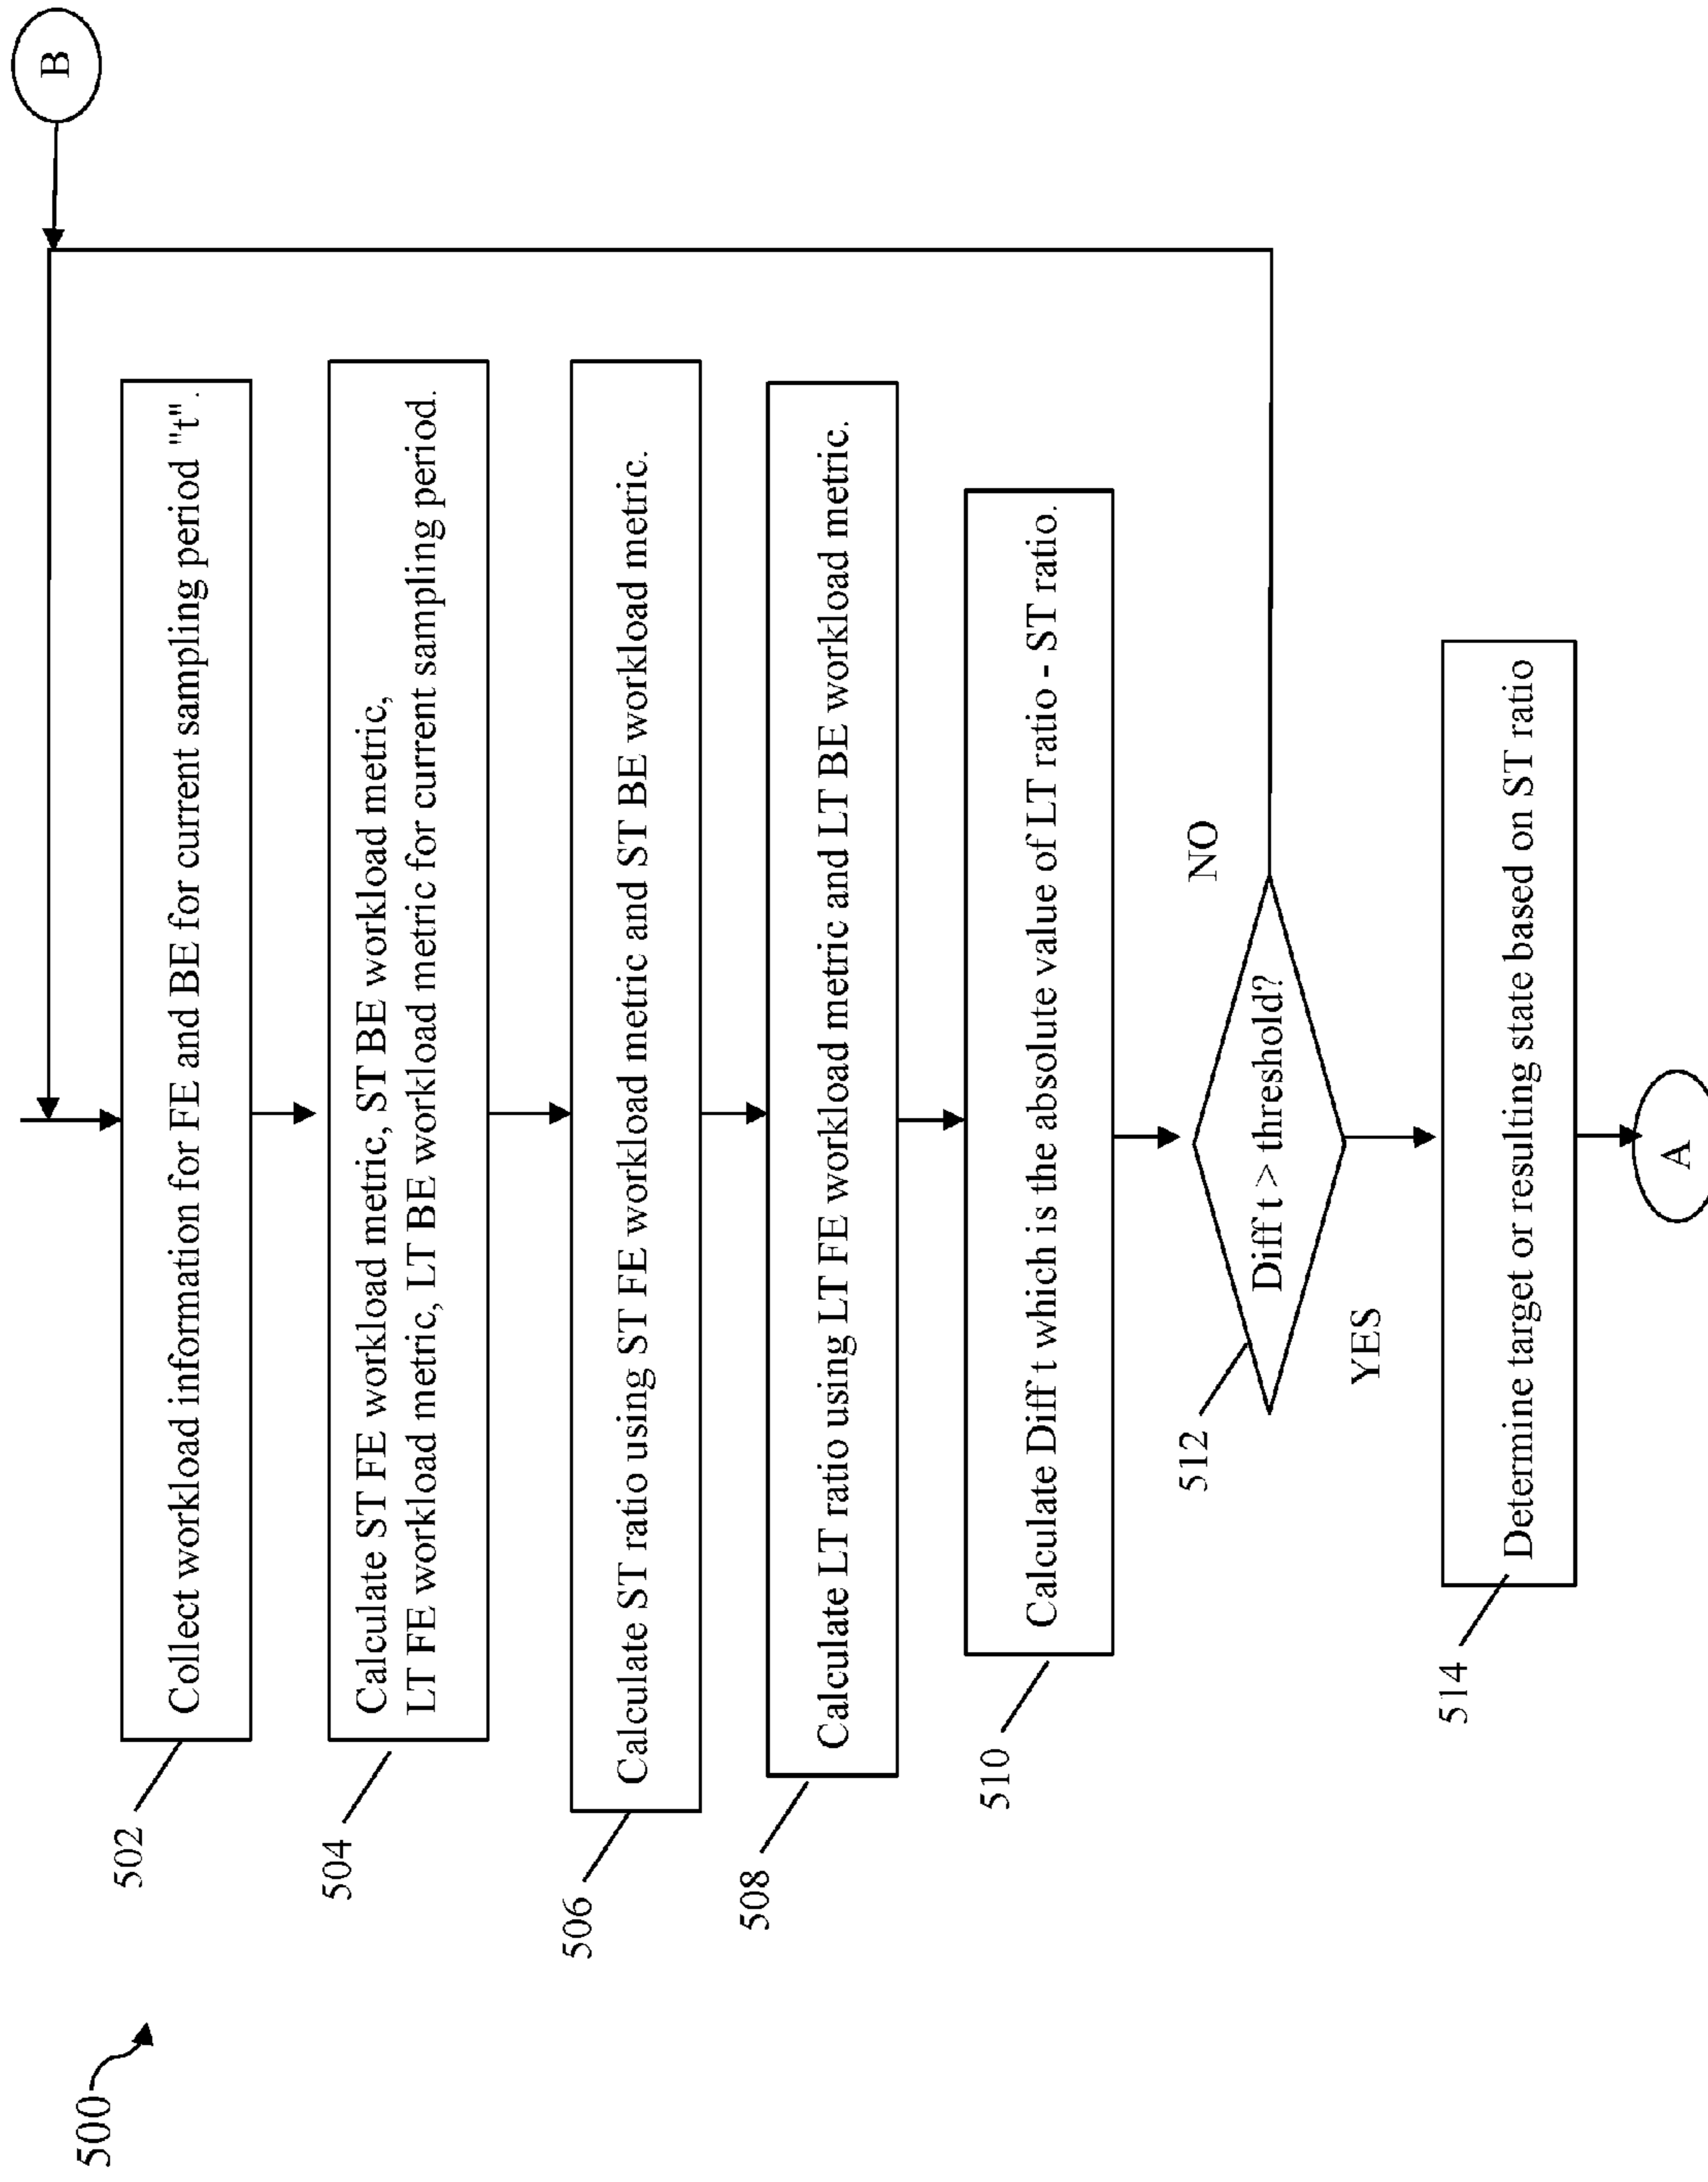 500
B
502
Collect workload information for FE and BE for current sampling period "t".
504
Calculate ST FE workload metric, ST BE workload metric,
LT FE workload metric, LT BE workload metric for current sampling period.
506
Calculate ST ratio using ST FE workload metric and ST BE workload metric.
508
Calculate LT ratio using LT FE workload metric and LT BE workload metric.
510
Calculate Diff t which is the absolute value of LT ratio - ST ratio.
512
Diff t > threshold?
NO
YES
514
Determine target or resulting state based on ST ratio
A